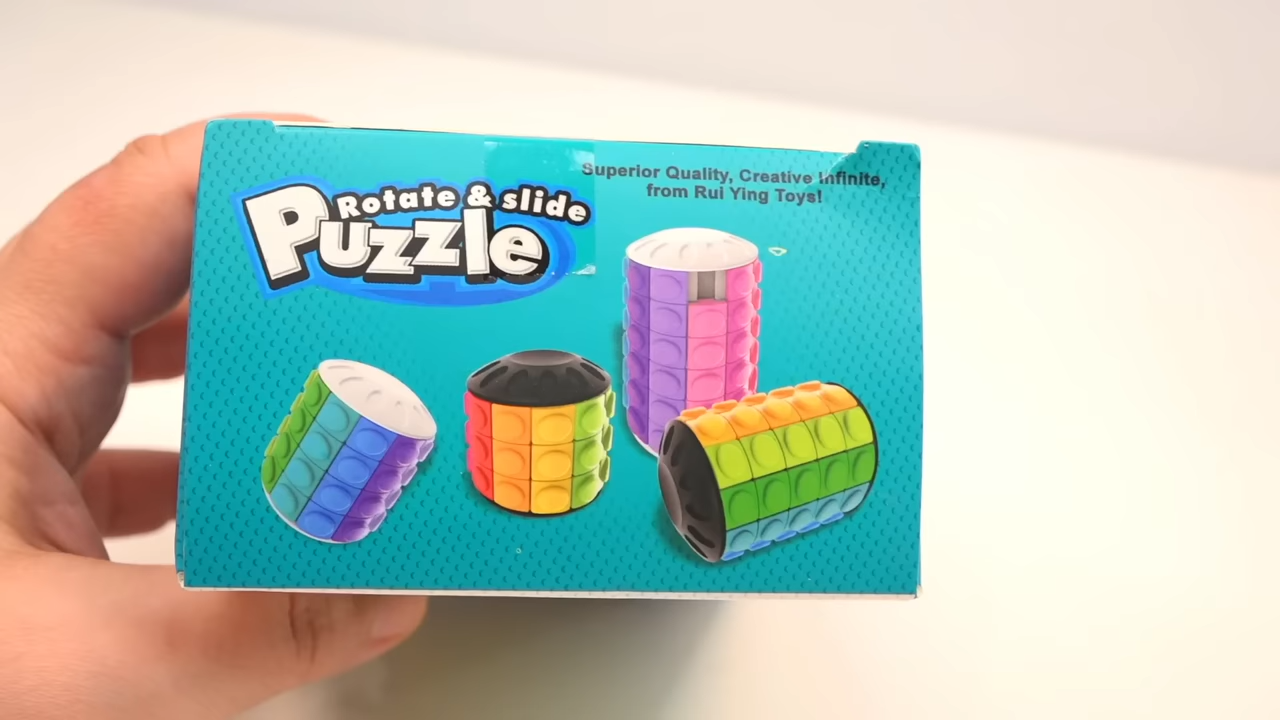 Rotate & slide
Puzzle
Superior Quality, Creative Infinite,
from Rui Ying Toys!